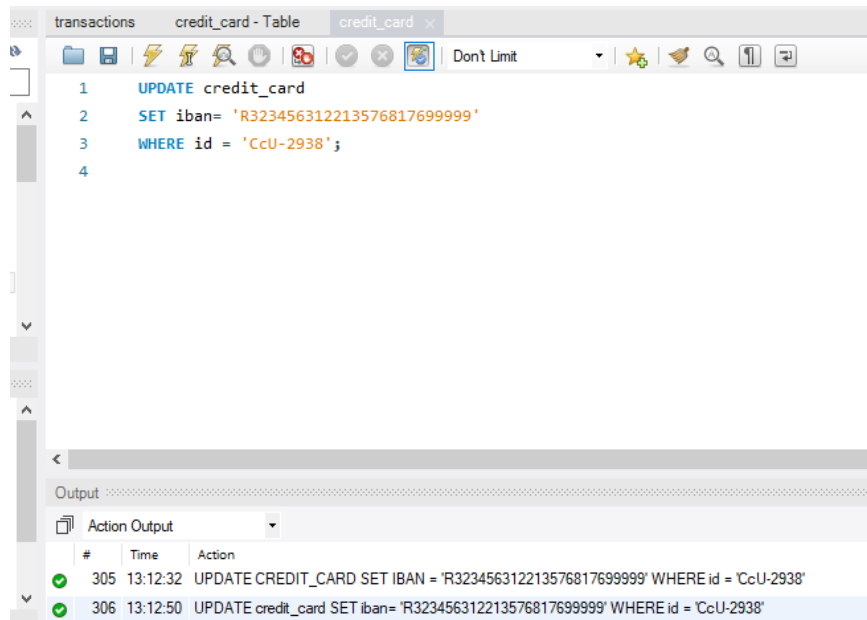 transactions credit_card - Table credit_card
Don't Limit
1 UPDATE credit_card
2 SET iban= 'R323456312213576817699999'
3 WHERE id = 'CcU-2938';
4
Output
Action Output
# Time Action
305 13:12:32 UPDATE CREDIT_CARD SET IBAN = 'R323456312213576817699999' WHERE id = 'CcU-2938'
306 13:12:50 UPDATE credit_card SET iban= 'R323456312213576817699999' WHERE id = 'CcU-2938'